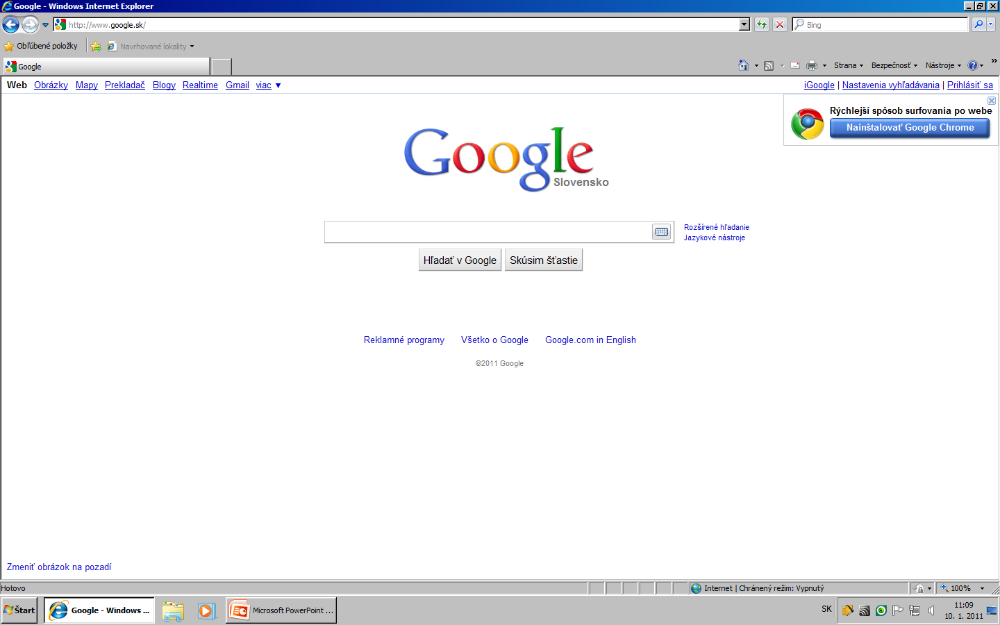 Google - Windows Internet Explorer
http://www.google.sk/
Bing
Obľúbené položky
Navrhované lokality
Google
Strana
Bezpečnosť
Nástroje
Web Obrázky Mapy Prekladač Blogy Realtime Gmail viac ▼
iGoogle | Nastavenia vyhľadávania | Prihlásiť sa
Rýchlejší spôsob surfovania po webe
Nainštalovať Google Chrome
Google
Slovensko
Rozšírené hľadanie
Jazykové nástroje
Hľadať v Google
Skúsim šťastie
Reklamné programy Všetko o Google Google.com in English
©2011 Google
Zmeniť obrázok na pozadí
Hotovo
Internet | Chránený režim: Vypnutý
100%
Štart
Google - Windows ...
Microsoft PowerPoint ...
SK
11:09
10. 1. 2011